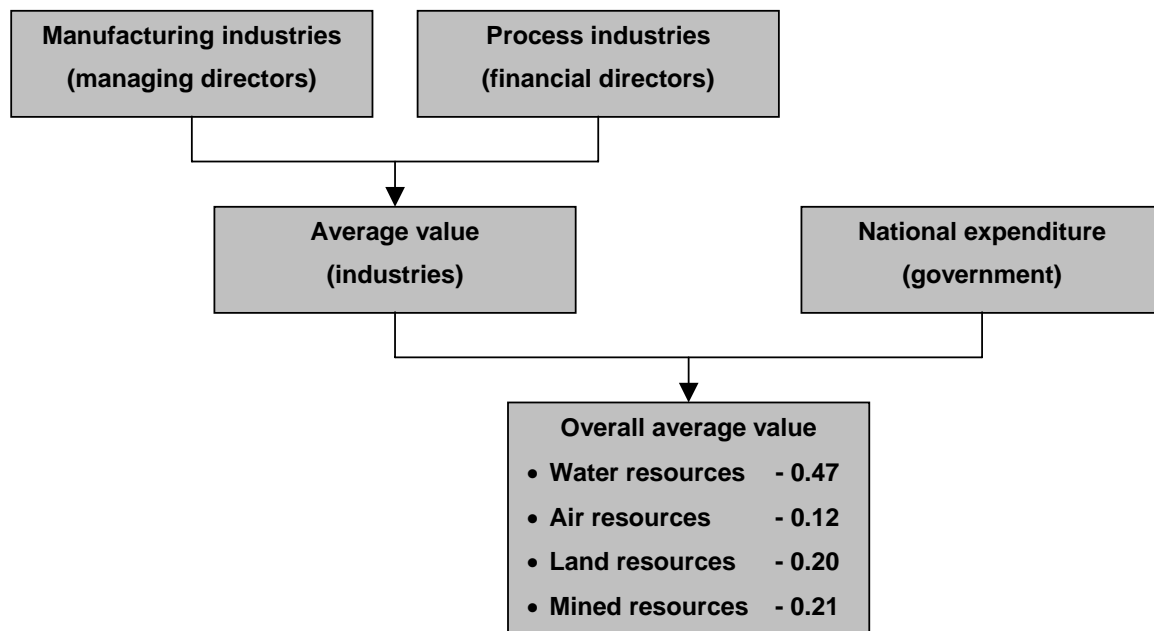 Manufacturing industries
(managing directors)
Process industries
(financial directors)
Average value
(industries)
National expenditure
(government)
Overall average value
• Water resources - 0.47
• Air resources - 0.12
• Land resources - 0.20
• Mined resources - 0.21